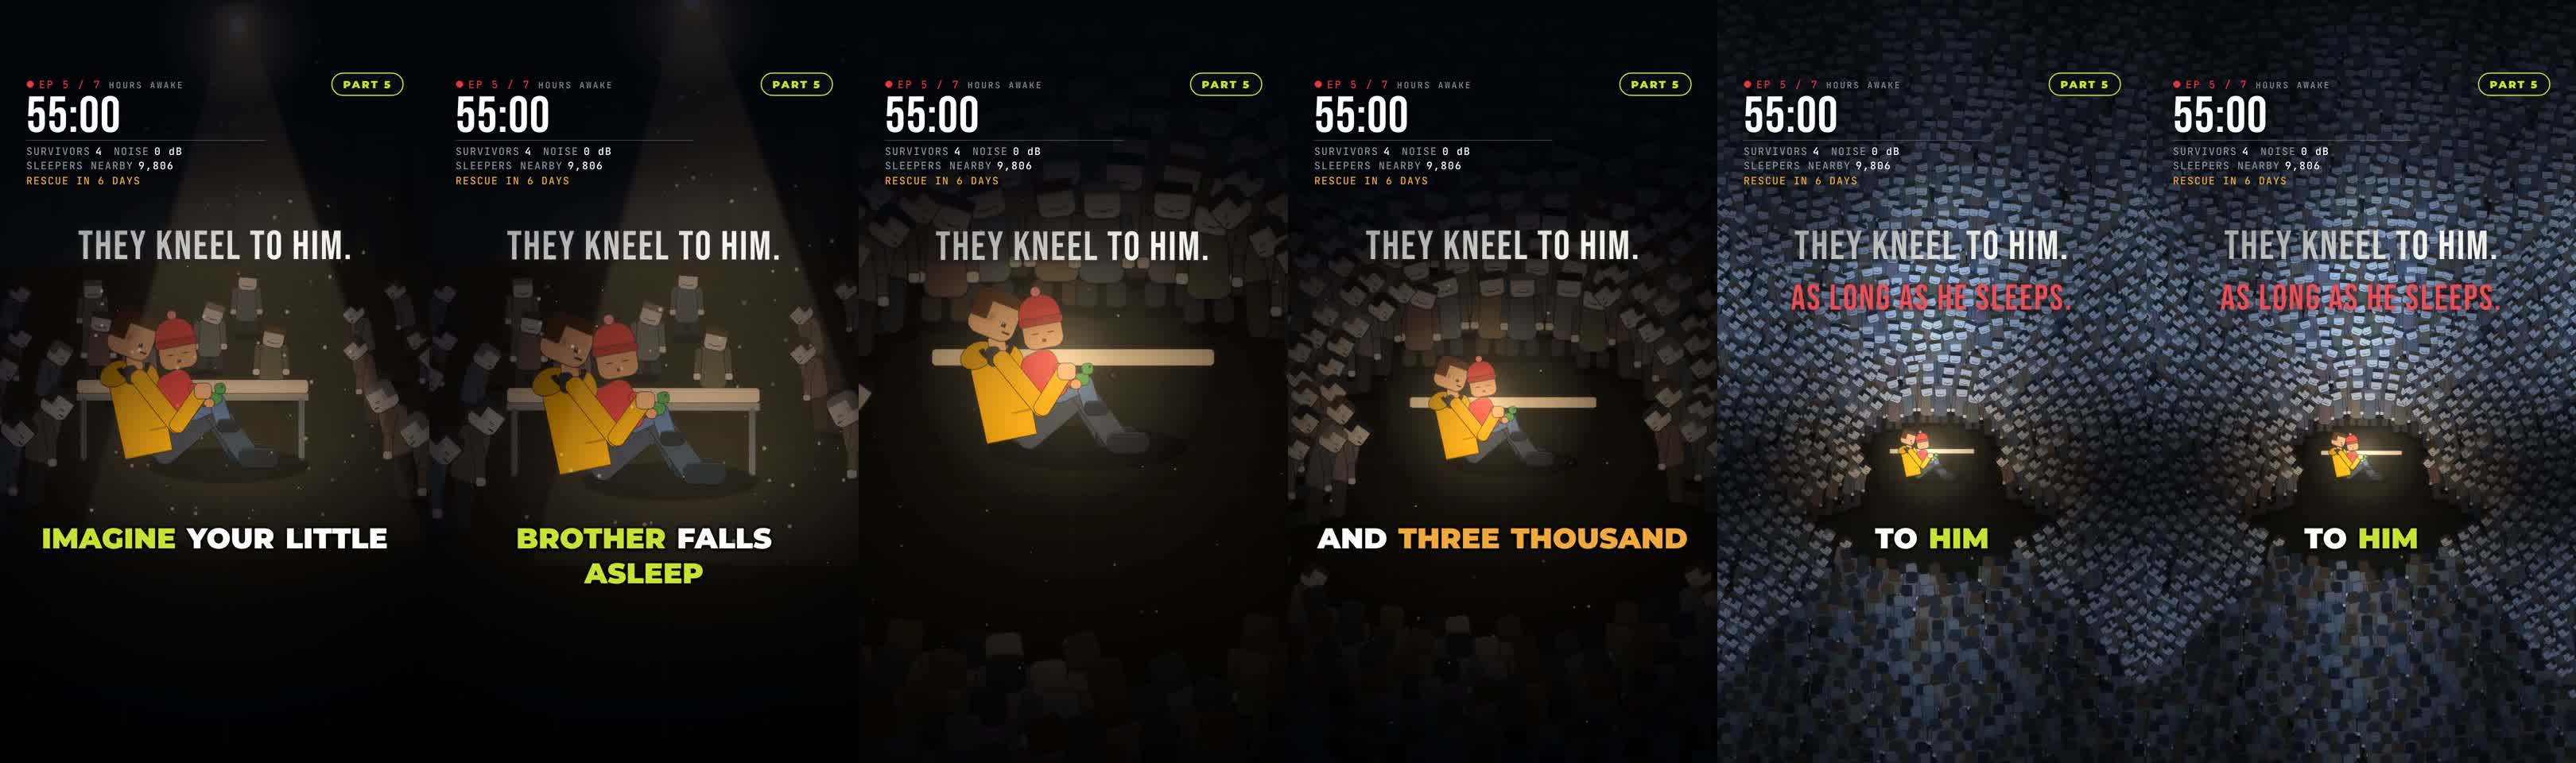 EP 5 / 7 HOURS AWAKE
PART 5
55:00
SURVIVORS 4 NOISE 0 dB
SLEEPERS NEARBY 9,806
RESCUE IN 6 DAYS
THEY KNEEL TO HIM.
IMAGINE YOUR LITTLE
EP 5 / 7 HOURS AWAKE
PART 5
55:00
SURVIVORS 4 NOISE 0 dB
SLEEPERS NEARBY 9,806
RESCUE IN 6 DAYS
THEY KNEEL TO HIM.
BROTHER FALLS
ASLEEP
EP 5 / 7 HOURS AWAKE
PART 5
55:00
SURVIVORS 4 NOISE 0 dB
SLEEPERS NEARBY 9,806
RESCUE IN 6 DAYS
THEY KNEEL TO HIM.
EP 5 / 7 HOURS AWAKE
PART 5
55:00
SURVIVORS 4 NOISE 0 dB
SLEEPERS NEARBY 9,806
RESCUE IN 6 DAYS
THEY KNEEL TO HIM.
AND THREE THOUSAND
EP 5 / 7 HOURS AWAKE
PART 5
55:00
SURVIVORS 4 NOISE 0 dB
SLEEPERS NEARBY 9,806
RESCUE IN 6 DAYS
THEY KNEEL TO HIM.
AS LONG AS HE SLEEPS.
TO HIM
EP 5 / 7 HOURS AWAKE
PART 5
55:00
SURVIVORS 4 NOISE 0 dB
SLEEPERS NEARBY 9,806
RESCUE IN 6 DAYS
THEY KNEEL TO HIM.
AS LONG AS HE SLEEPS.
TO HIM